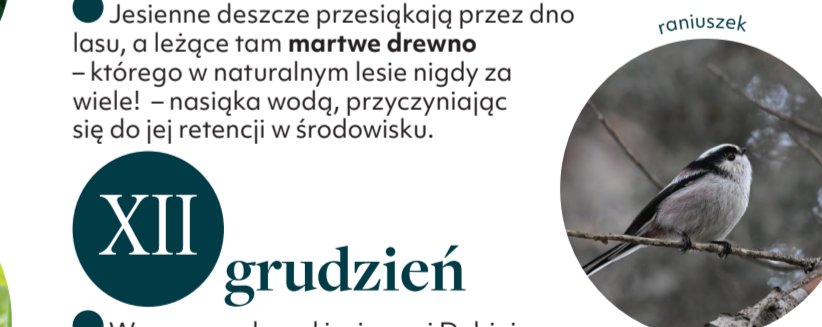 Jesienne deszcze przesiąkają przez dno
lasu, a leżące tam martwe drewno
– którego w naturalnym lesie nigdy za
wiele! – nasiąka wodą, przyczyniając
się do jej retencji w środowisku.
raniuszek
XII
grudzień